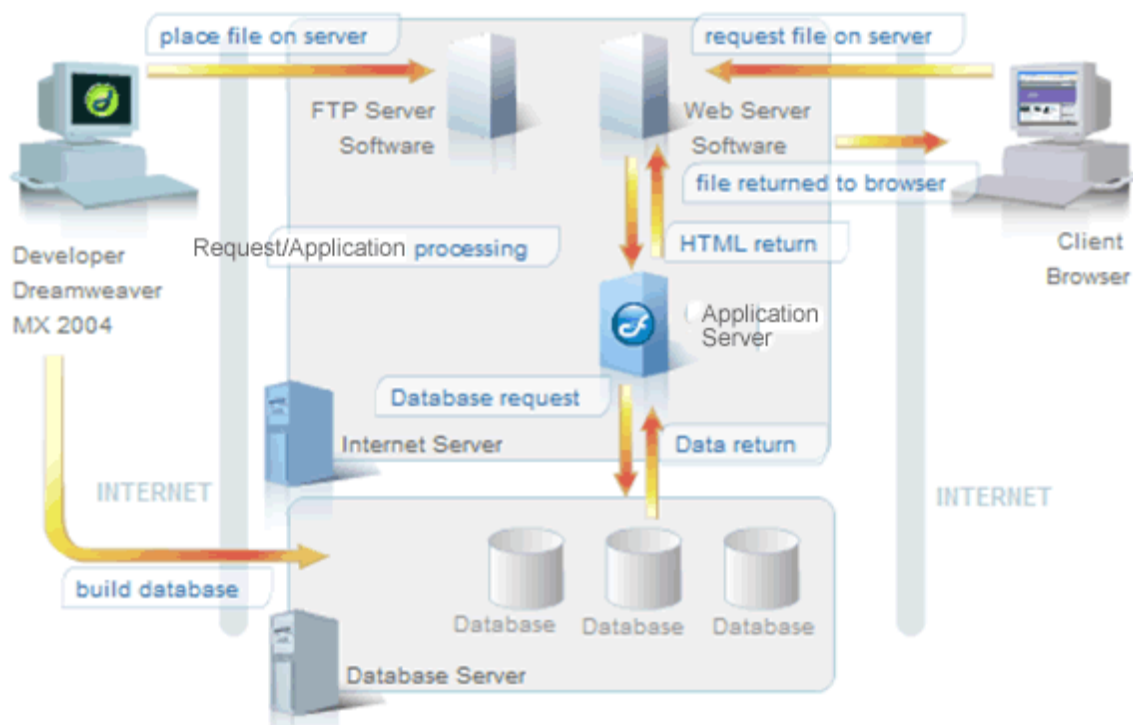 place file on server
request file on server
FTP Server
Software
Web Server
Software
file returned to browser
Developer
Dreamweaver
MX 2004
Request/Application processing
HTML return
Client
Browser
Application
Server
Database request
Internet Server
Data return
INTERNET
INTERNET
build database
Database
Database
Database
Database Server